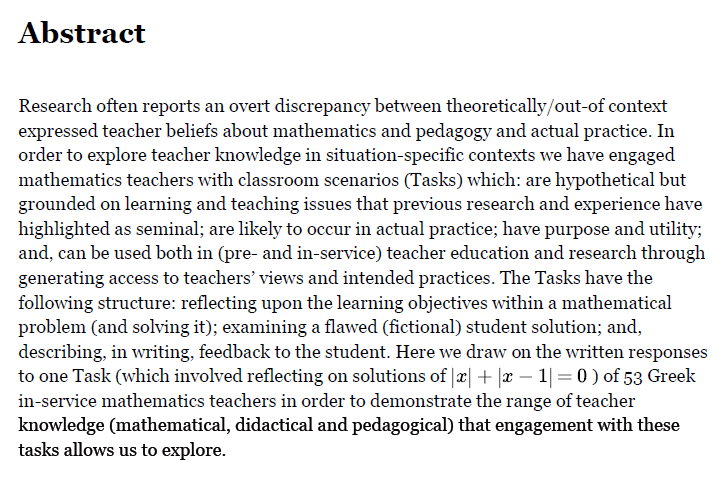 Abstract
Research often reports an overt discrepancy between theoretically/out-of context
expressed teacher beliefs about mathematics and pedagogy and actual practice. In
order to explore teacher knowledge in situation-specific contexts we have engaged
mathematics teachers with classroom scenarios (Tasks) which: are hypothetical but
grounded on learning and teaching issues that previous research and experience have
highlighted as seminal; are likely to occur in actual practice; have purpose and utility;
and, can be used both in (pre- and in-service) teacher education and research through
generating access to teachers’ views and intended practices. The Tasks have the
following structure: reflecting upon the learning objectives within a mathematical
problem (and solving it); examining a flawed (fictional) student solution; and,
describing, in writing, feedback to the student. Here we draw on the written responses
to one Task (which involved reflecting on solutions of |x| + |x − 1| = 0 ) of 53 Greek
in-service mathematics teachers in order to demonstrate the range of teacher
knowledge (mathematical, didactical and pedagogical) that engagement with these
tasks allows us to explore.